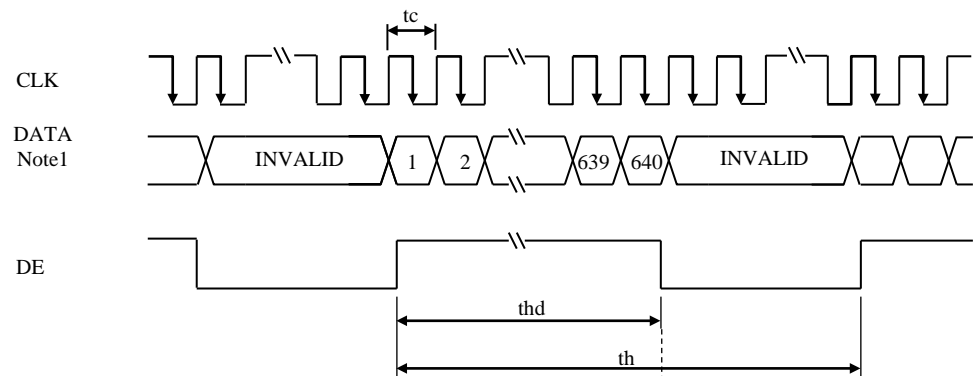 tc
CLK
DATA
Note1
INVALID 1 2 639 640 INVALID
DE
thd
th